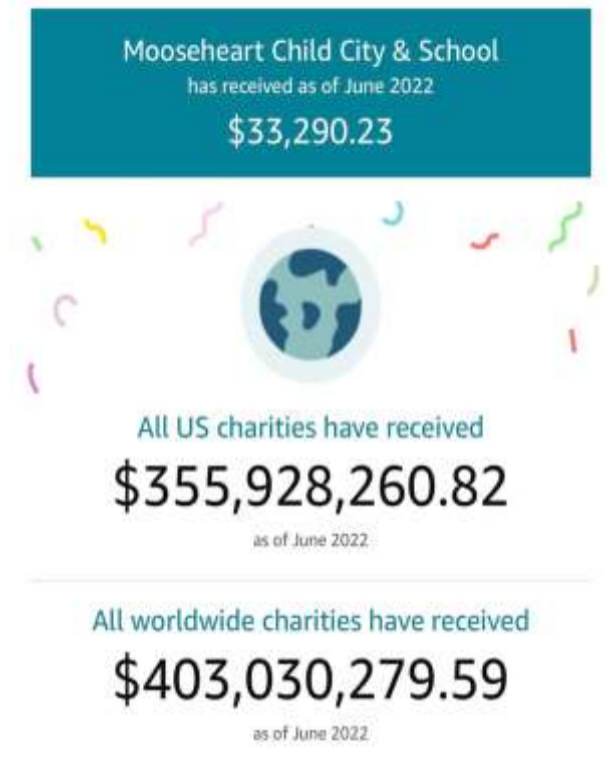 Mooseheart Child City & School
has received as of June 2022
$33,290.23
All US charities have received
$355,928,260.82
as of June 2022
All worldwide charities have received
$403,030,279.59
as of June 2022